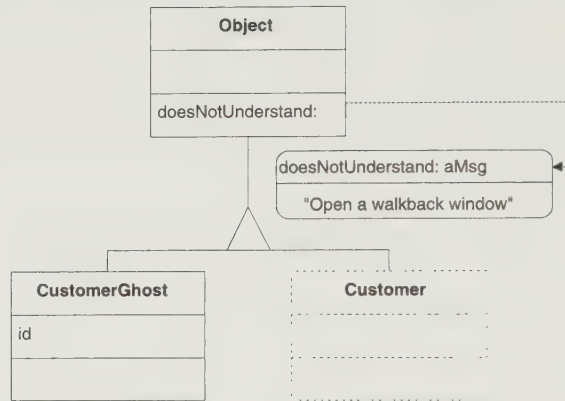 Object
doesNotUnderstand:
doesNotUnderstand: aMsg
"Open a walkback window"
CustomerGhost
Customer
id